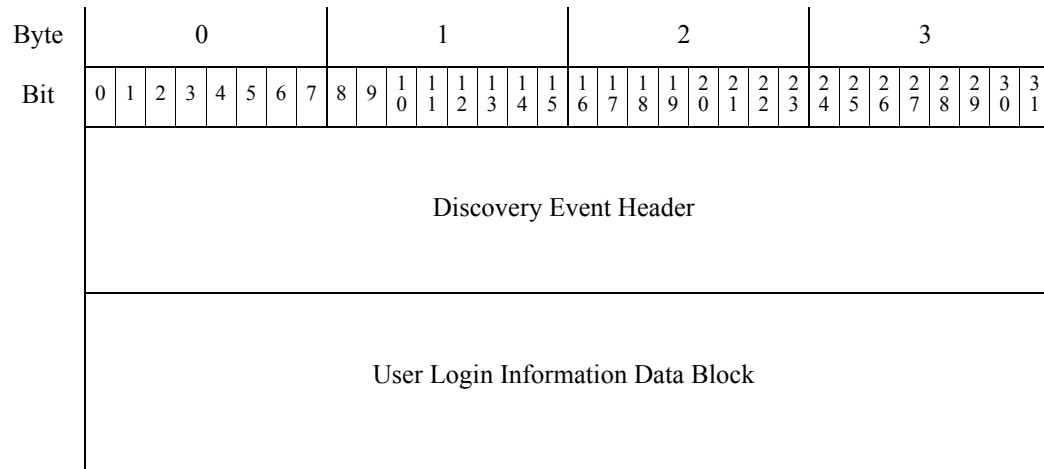 Byte 0 1 2 3
Bit 0 1 2 3 4 5 6 7 8 9 10 11 12 13 14 15 16 17 18 19 20 21 22 23 24 25 26 27 28 29 30 31
Discovery Event Header
User Login Information Data Block